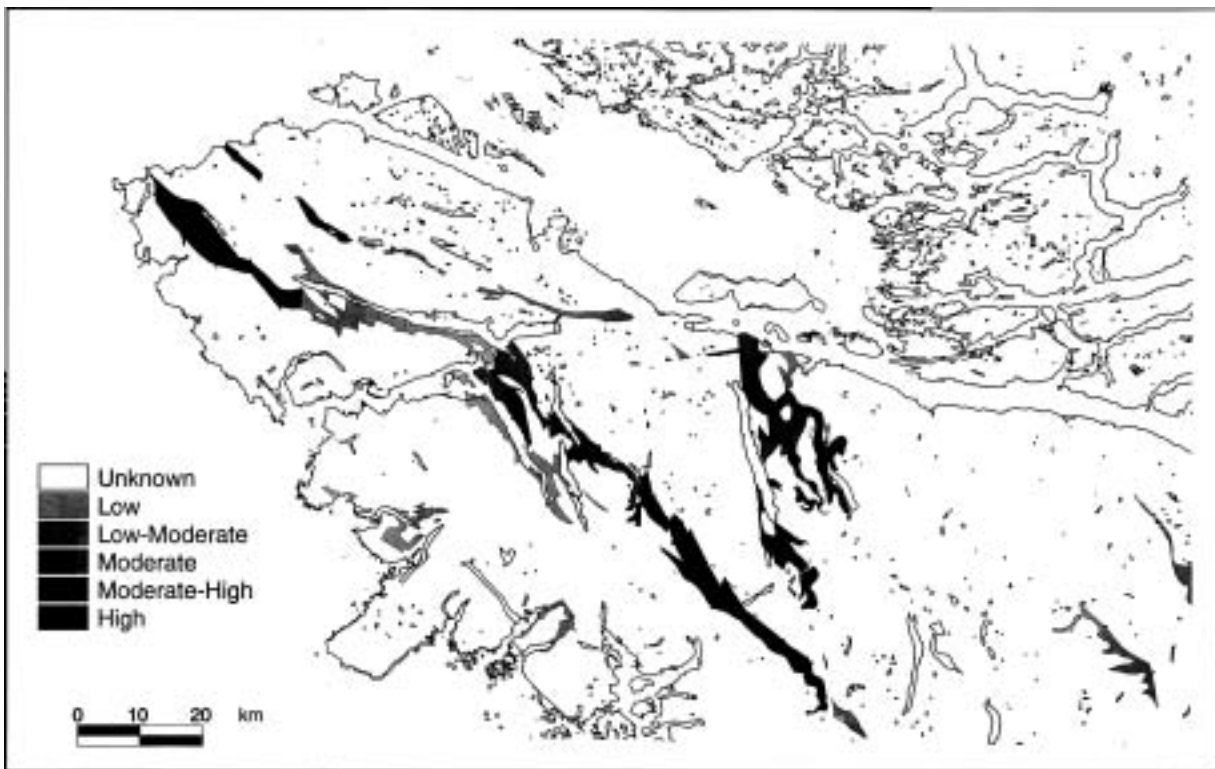 Unknown
Low
Low-Moderate
Moderate
Moderate-High
High
0 10 20 km